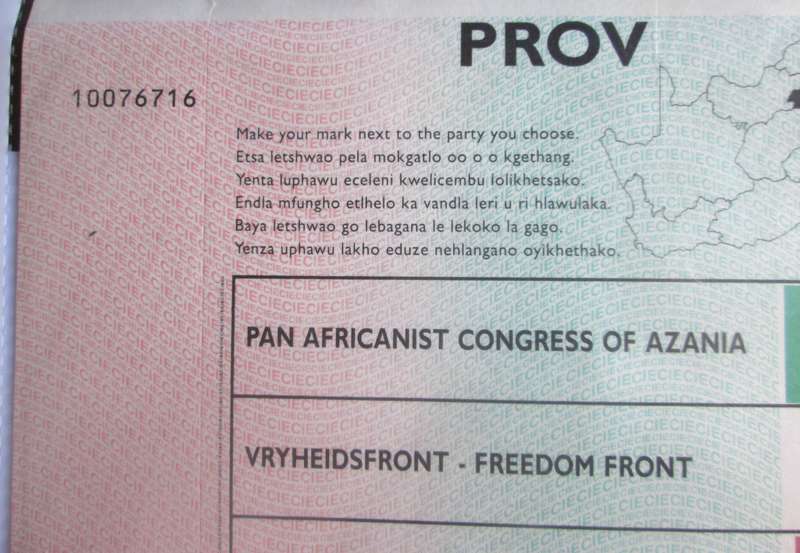 PROV
10076716
Make your mark next to the party you choose.
Etsa letshwao pela mokgatlo oo o o kgethang.
Yenta luphawu eceleni kwelicembu lolikhetsako.
Endla mfungho etlhelo ka vandla leri u ri hlawulaka.
Baya letshwao go lebagana le lekoko la gago.
Yenza uphawu lakho eduze nehlangano oyikhethako.
PAN AFRICANIST CONGRESS OF AZANIA
VRYHEIDSFRONT - FREEDOM FRONT